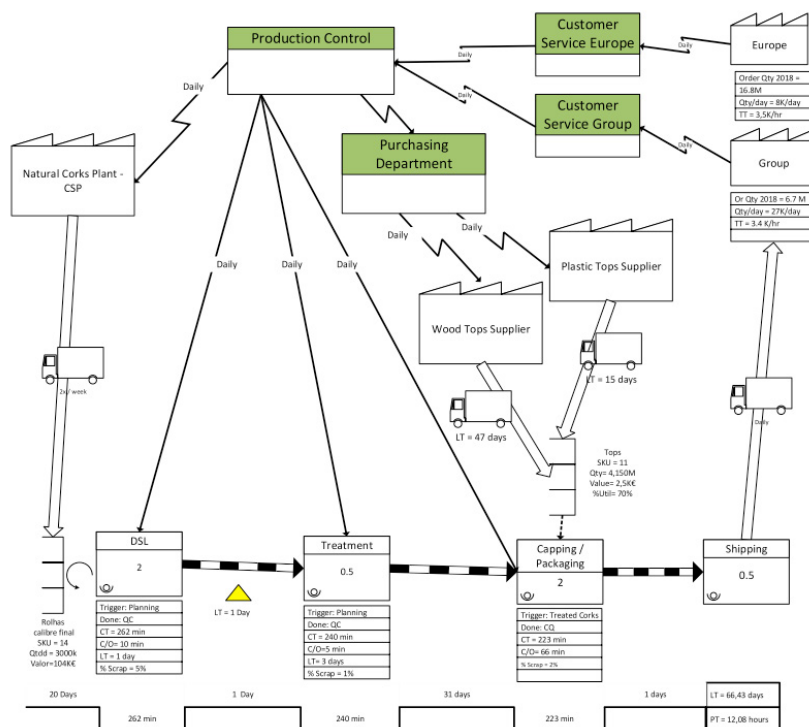 Production Control
Customer
Service Europe
Daily
Daily
Europe
Order Qty 2018 =
16.8M
Qty/day = 8K/day
TT = 3,5K/hr
Daily
Daily
Customer
Service Group
Daily
Group
Or Qty 2018 = 6.7 M
Qty/day = 27K/day
TT = 3.4 K/hr
Natural Corks Plant -
CSP
Purchasing
Department
Daily
Daily
Daily
Daily
Daily
Daily
Plastic Tops Supplier
Wood Tops Supplier
2x/ week
LT = 15 days
LT = 47 days
Daily
Tops
SKU = 11
Qty= 4,150M
Value= 2,5K€
%Util= 70%
DSL
2
Treatment
0.5
Capping /
Packaging
2
Shipping
0.5
LT = 1 Day
Rolhas
calibre final
SKU = 14
Qtdd = 3000k
Valor=104K€
Trigger: Planning
Done: QC
CT = 262 min
C/O= 10 min
LT = 1 day
% Scrap = 5%
Trigger: Planning
Done: QC
CT = 240 min
C/O=5 min
LT= 3 days
% Scrap = 1%
Trigger: Treated Corks
Done: CQ
CT = 223 min
C/O= 66 min
% Scrap = 2%
20 Days
1 Day
31 days
1 days
LT = 66,43 days
262 min
240 min
223 min
PT = 12,08 hours